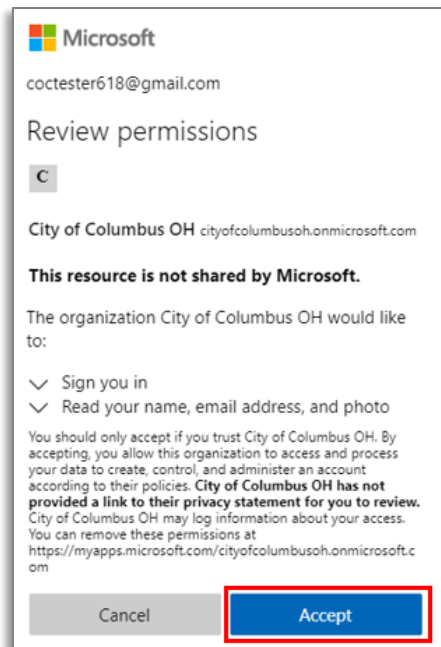 Microsoft
coctester618@gmail.com
Review permissions
C
City of Columbus OH cityofcolumbusoh.onmicrosoft.com
This resource is not shared by Microsoft.
The organization City of Columbus OH would like
to:
Sign you in
Read your name, email address, and photo
You should only accept if you trust City of Columbus OH. By
accepting, you allow this organization to access and process
your data to create, control, and administer an account
according to their policies. City of Columbus OH has not
provided a link to their privacy statement for you to review.
City of Columbus OH may log information about your access.
You can remove these permissions at
https://myapps.microsoft.com/cityofcolumbusoh.onmicrosoft.c
om
Cancel
Accept